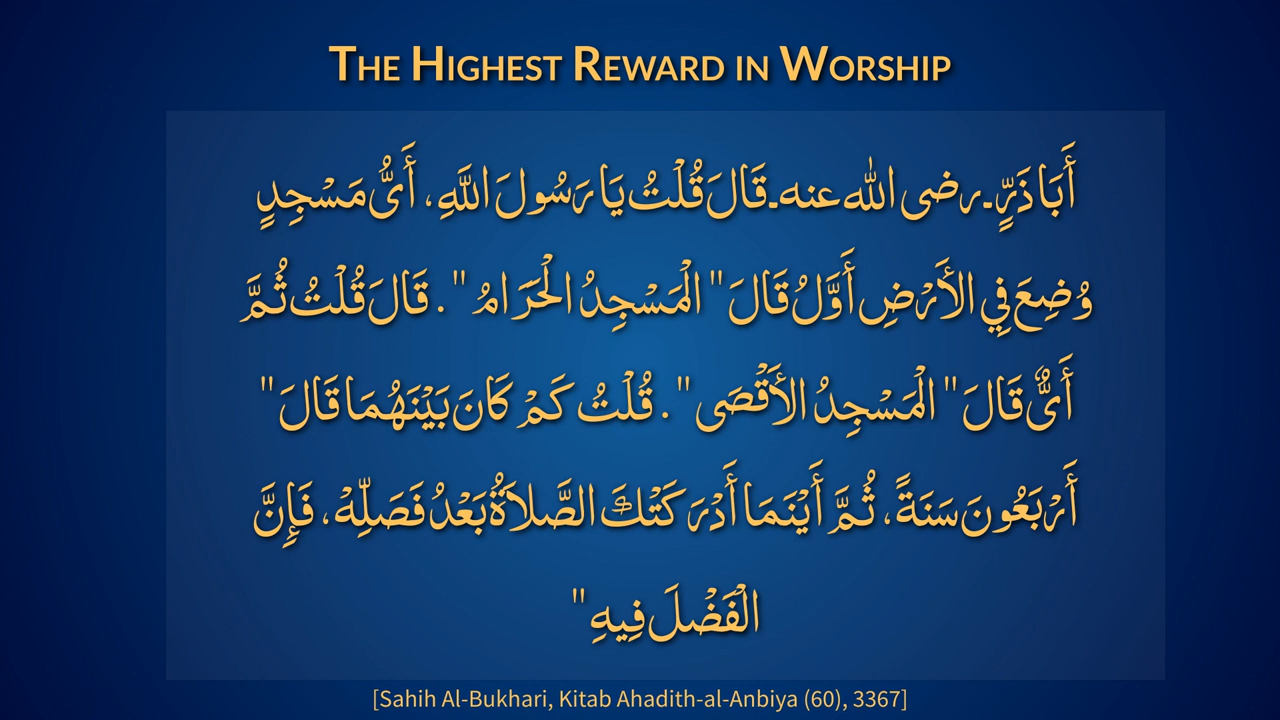 The Highest Reward in Worship
أَبَا ذَرٍّ ـ رضى الله عنه ـ قَالَ قُلْتُ يَا رَسُولَ اللَّهِ، أَىُّ مَسْجِدٍ
وُضِعَ فِي الأَرْضِ أَوَّلُ قَالَ " الْمَسْجِدُ الْحَرَامُ " . قَالَ قُلْتُ ثُمَّ
أَىٌّ قَالَ " الْمَسْجِدُ الأَقْصَى " . قُلْتُ كَمْ كَانَ بَيْنَهُمَا قَالَ "
أَرْبَعُونَ سَنَةً، ثُمَّ أَيْنَمَا أَدْرَكَتْكَ الصَّلاَةُ بَعْدُ فَصَلِّهْ، فَإِنَّ
الْفَضْلَ فِيهِ "
[Sahih Al-Bukhari, Kitab Ahadith-al-Anbiya (60), 3367]